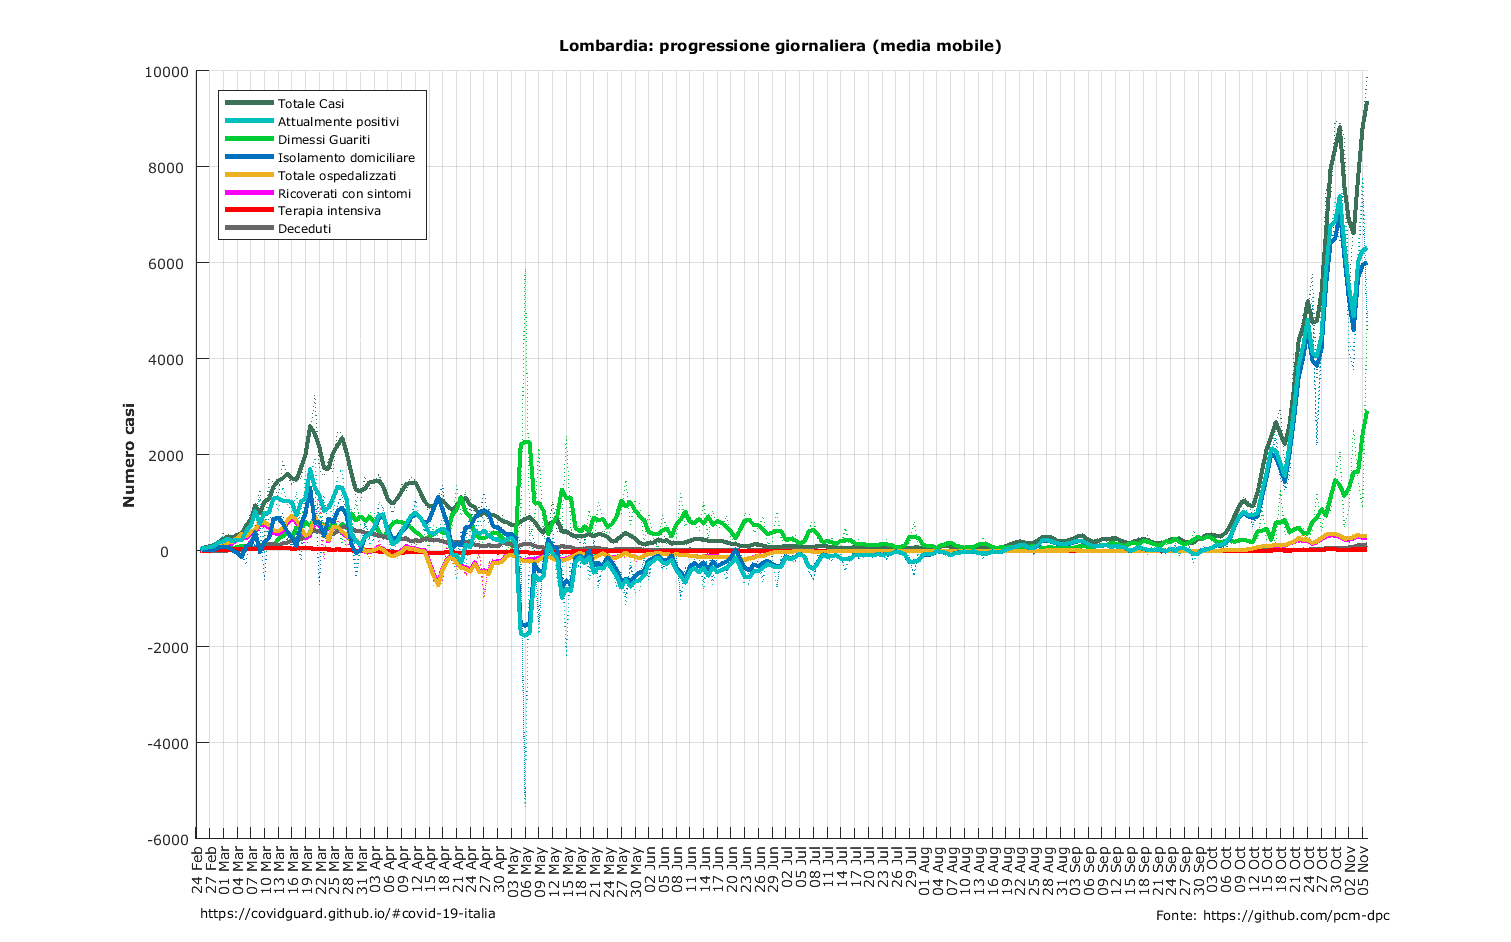 Lombardia: progressione giornaliera (media mobile)
10000
8000
6000
4000
2000
0
-2000
-4000
-6000
Numero casi
Totale Casi
Attualmente positivi
Dimessi Guariti
Isolamento domiciliare
Totale ospedalizzati
Ricoverati con sintomi
Terapia intensiva
Deceduti
24 Feb
27 Feb
01 Mar
04 Mar
07 Mar
10 Mar
13 Mar
16 Mar
19 Mar
22 Mar
25 Mar
28 Mar
31 Mar
03 Apr
06 Apr
09 Apr
12 Apr
15 Apr
18 Apr
21 Apr
24 Apr
27 Apr
30 Apr
03 May
06 May
09 May
12 May
15 May
18 May
21 May
24 May
27 May
30 May
02 Jun
05 Jun
08 Jun
11 Jun
14 Jun
17 Jun
20 Jun
23 Jun
26 Jun
29 Jun
02 Jul
05 Jul
08 Jul
11 Jul
14 Jul
17 Jul
20 Jul
23 Jul
26 Jul
29 Jul
01 Aug
04 Aug
07 Aug
10 Aug
13 Aug
16 Aug
19 Aug
22 Aug
25 Aug
28 Aug
31 Aug
03 Sep
06 Sep
09 Sep
12 Sep
15 Sep
18 Sep
21 Sep
24 Sep
27 Sep
30 Sep
03 Oct
06 Oct
09 Oct
12 Oct
15 Oct
18 Oct
21 Oct
24 Oct
27 Oct
30 Oct
02 Nov
05 Nov
https://covidguard.github.io/#covid-19-italia
Fonte: https://github.com/pcm-dpc